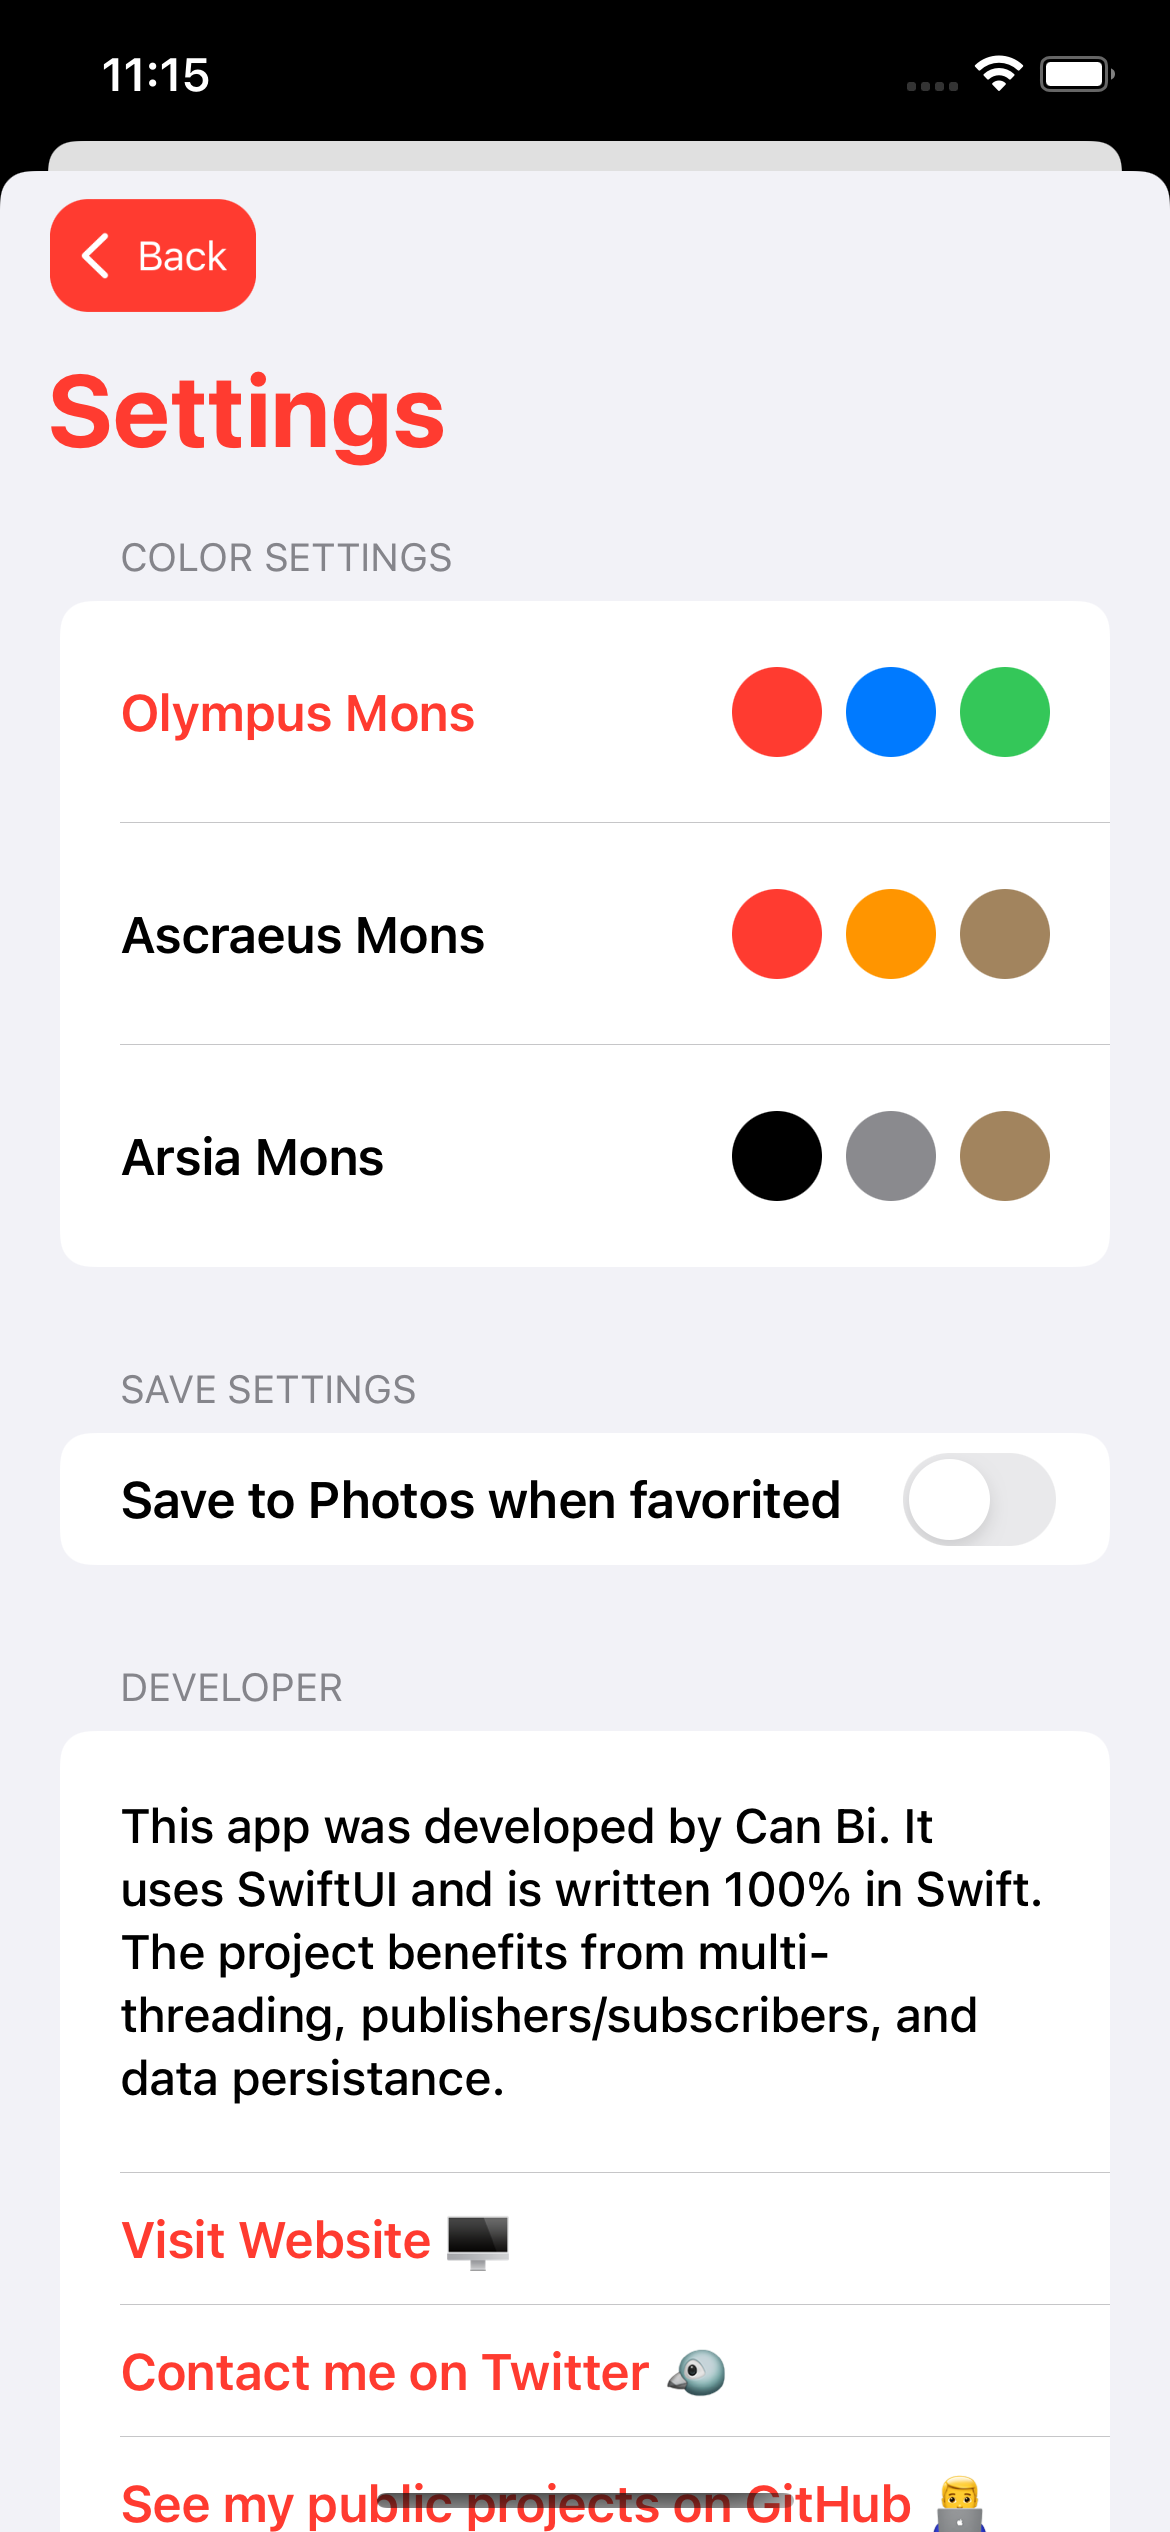 11:15
Back
Settings
COLOR SETTINGS
Olympus Mons
Ascraeus Mons
Arsia Mons
SAVE SETTINGS
Save to Photos when favorited
DEVELOPER
This app was developed by Can Bi. It
uses SwiftUI and is written 100% in Swift.
The project benefits from multi-
threading, publishers/subscribers, and
data persistance.
Visit Website 🖥️
Contact me on Twitter 🐦
See my public projects on GitHub 👨‍💻